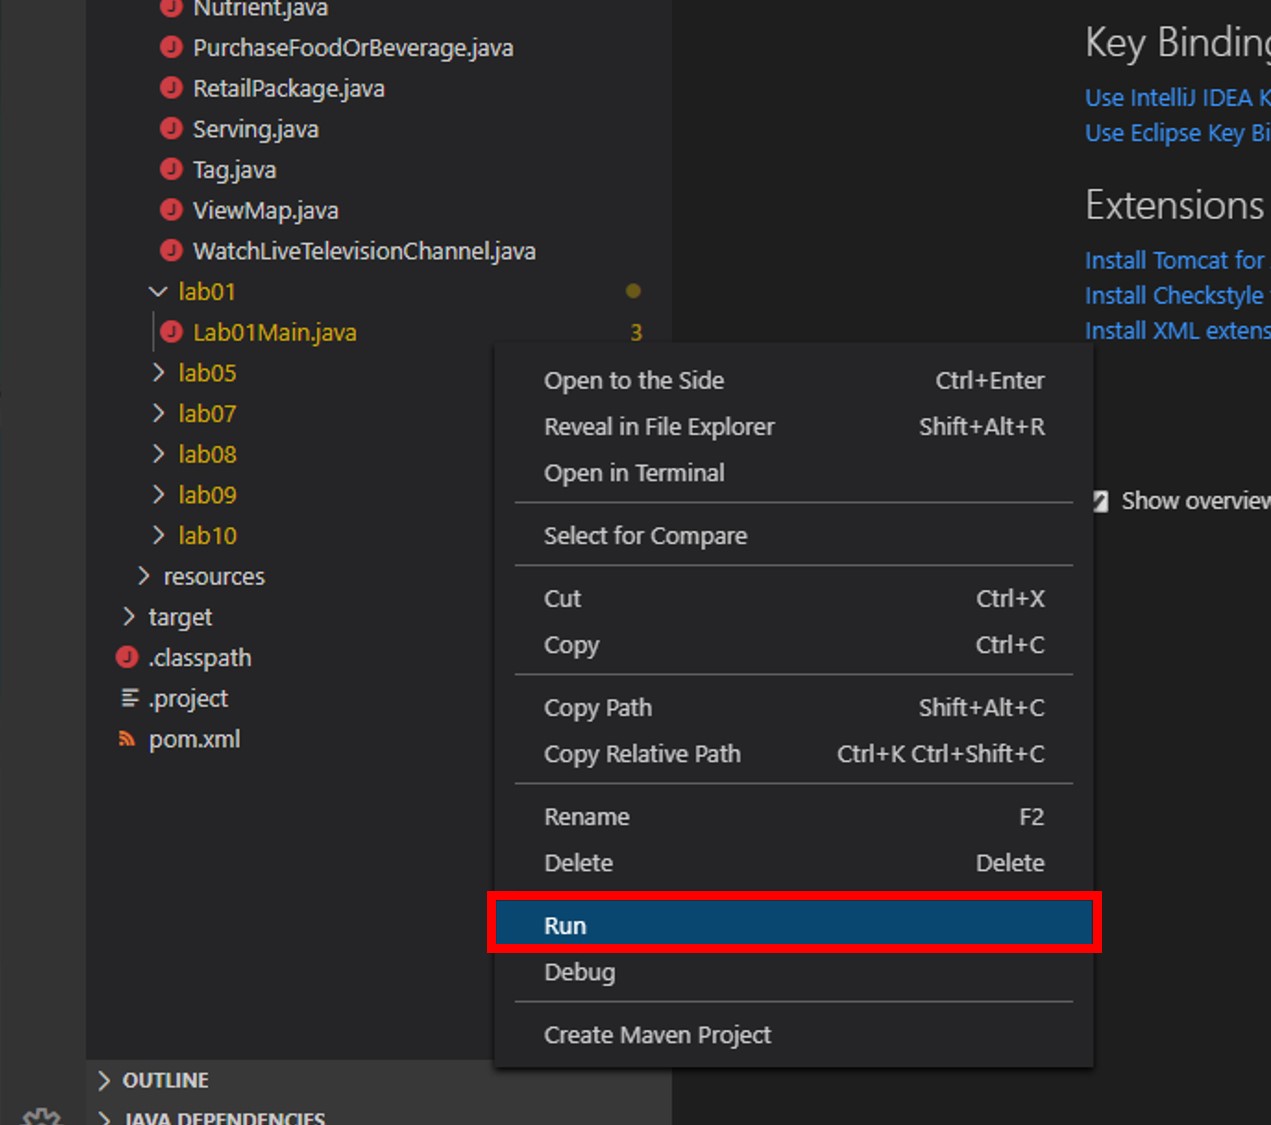 Nutrient.java
PurchaseFoodOrBeverage.java
RetailPackage.java
Serving.java
Tag.java
ViewMap.java
WatchLiveTelevisionChannel.java
lab01
Lab01Main.java 3
lab05
lab07
lab08
lab09
lab10
resources
target
.classpath
.project
pom.xml
OUTLINE
JAVA DEPENDENCIES
Open to the Side Ctrl+Enter
Reveal in File Explorer Shift+Alt+R
Open in Terminal
Select for Compare
Cut Ctrl+X
Copy Ctrl+C
Copy Path Shift+Alt+C
Copy Relative Path Ctrl+K Ctrl+Shift+C
Rename F2
Delete Delete
Run
Debug
Create Maven Project
Key Binding
Use IntelliJ IDEA K
Use Eclipse Key Bi
Extensions
Install Tomcat for
Install Checkstyle
Install XML extens
Show overview